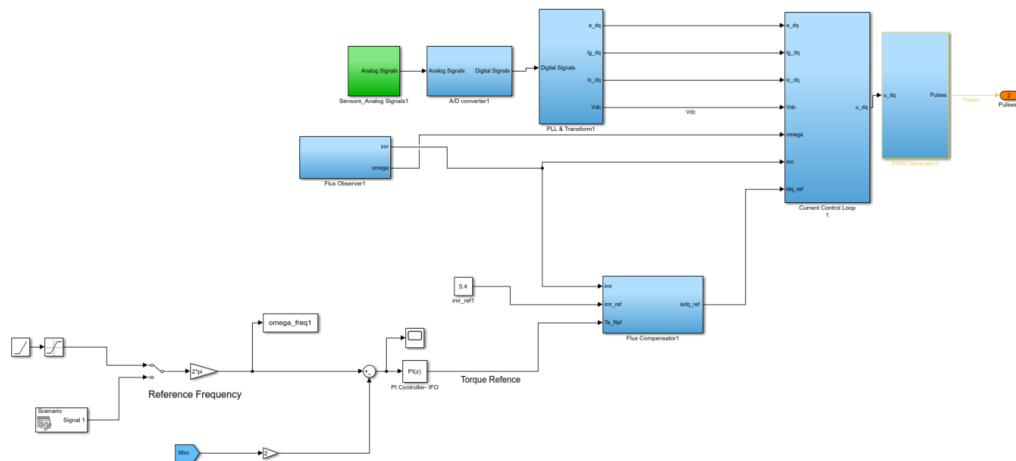 Analog Signals
Sensors_Analog Signals1
Analog Signals
Digital Signals
A/D converter1
Digital Signals
e_dq
Ig_dq
Ic_dq
Vdc
PLL & Transform1
Vdc
imr
omega
Flux Observer1
e_dq
ig_dq
ic_dq
Vdc
omega
imr
idq_ref
u_dq
Current Control Loop
1
u_dq
Pulses
PWM Generator1
Pulses
2
Pulses
5.4
imr_ref1
imr
imr_ref
Te_Ref
isdq_ref
Flux Compensator1
omega_freq1
2*pi
Reference Frequency
PI(z)
PI Controller- IFO
Torque Refence
Scenario
Signal 1
Wm
2